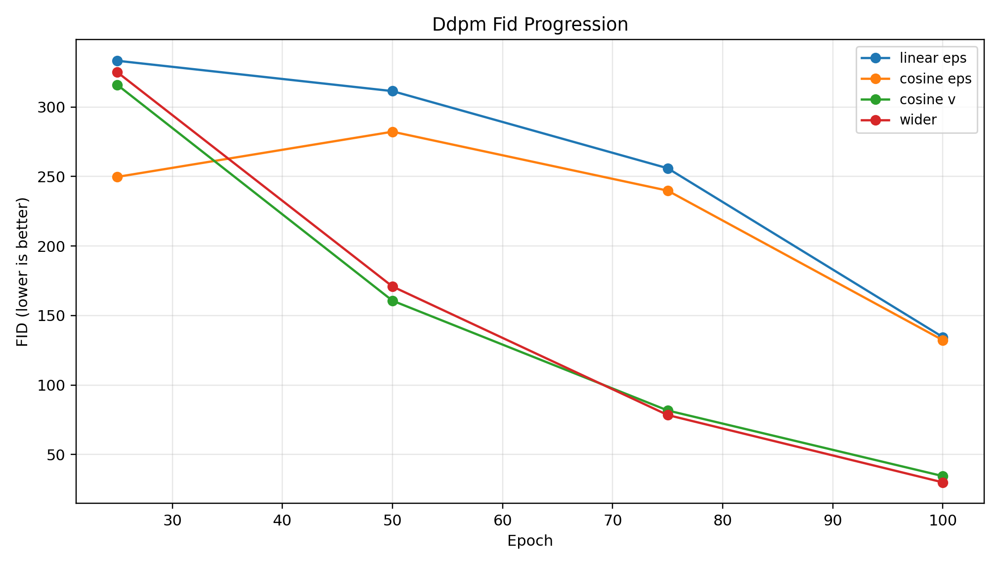 Ddpm Fid Progression
linear eps
cosine eps
cosine v
wider
FID (lower is better)
300
250
200
150
100
50
30 40 50 60 70 80 90 100
Epoch